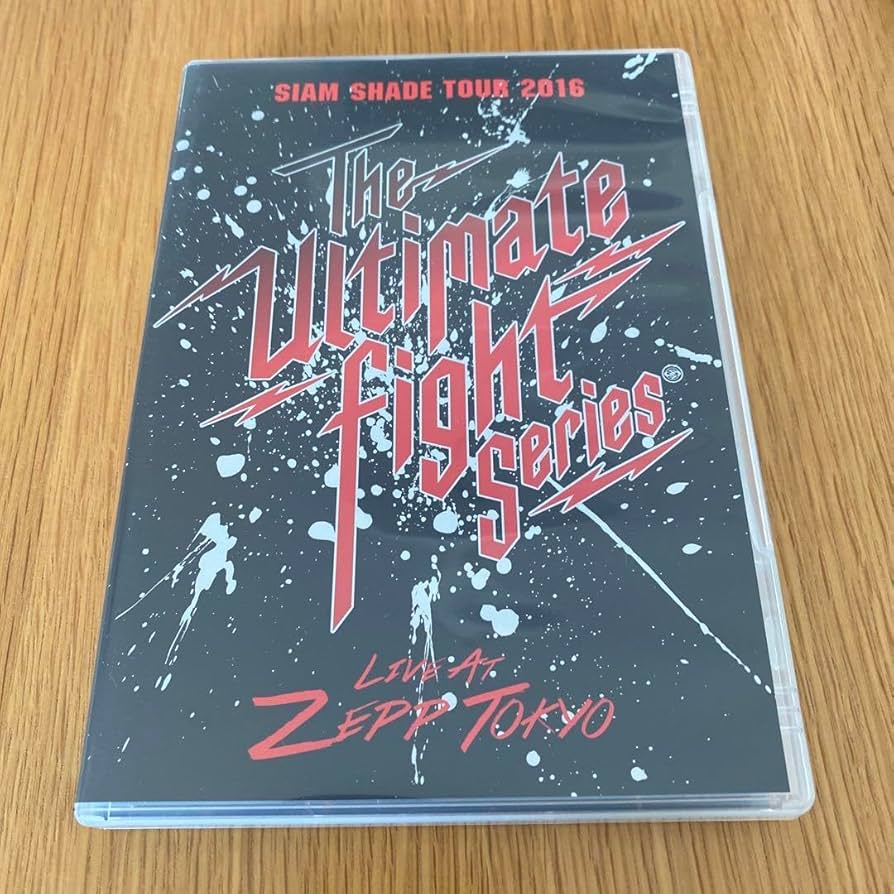 SIAM SHADE TOUR 2016
The
Ultimate
fight
Series
LIVE AT
ZEPP TOKYO